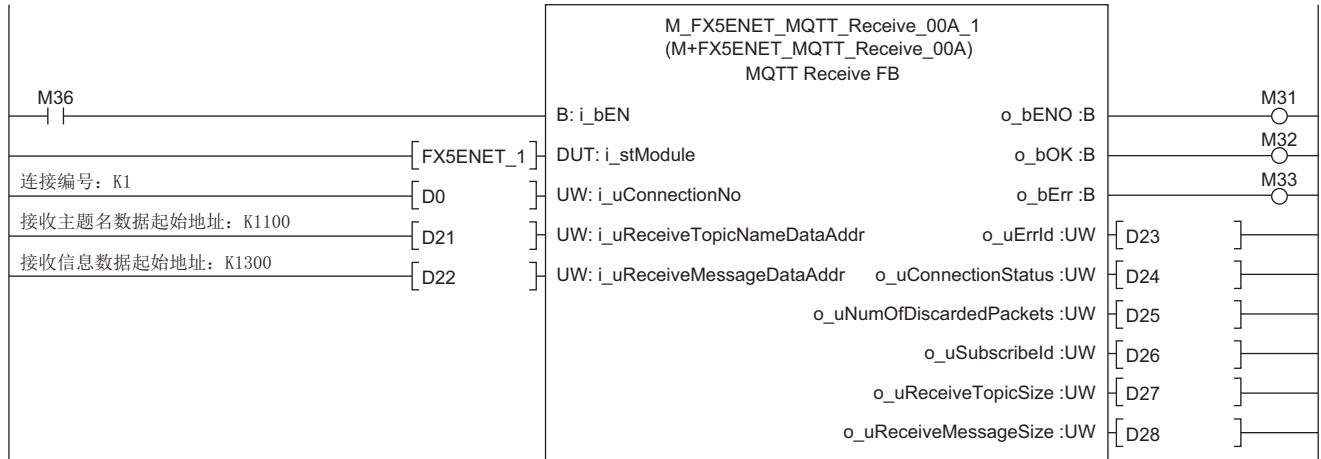 M_FX5ENET_MQTT_Receive_00A_1
(M+FX5ENET_MQTT_Receive_00A)
MQTT Receive FB
M36
B: i_bEN
o_bENO :B
M31
FX5ENET_1
DUT: i_stModule
o_bOK :B
M32
连接编号：K1
D0
UW: i_uConnectionNo
o_bErr :B
M33
接收主题名数据起始地址：K1100
D21
UW: i_uReceiveTopicNameDataAddr
o_uErrId :UW
D23
接收信息数据起始地址：K1300
D22
UW: i_uReceiveMessageDataAddr
o_uConnectionStatus :UW
D24
o_uNumOfDiscardedPackets :UW
D25
o_uSubscribeId :UW
D26
o_uReceiveTopicSize :UW
D27
o_uReceiveMessageSize :UW
D28